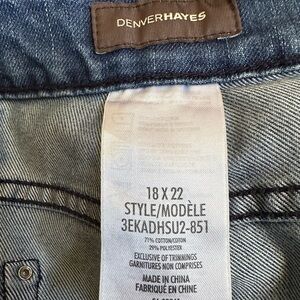 DENVERHAYES
18 X 22
STYLE/MODÈLE
3EKADHSU2-851
71% COTTON/COTON
29% POLYESTER
EXCLUSIVE OF TRIMMINGS
GARNITURES NON COMPRISES
MADE IN CHINA
FABRIQUÉ EN CHINE